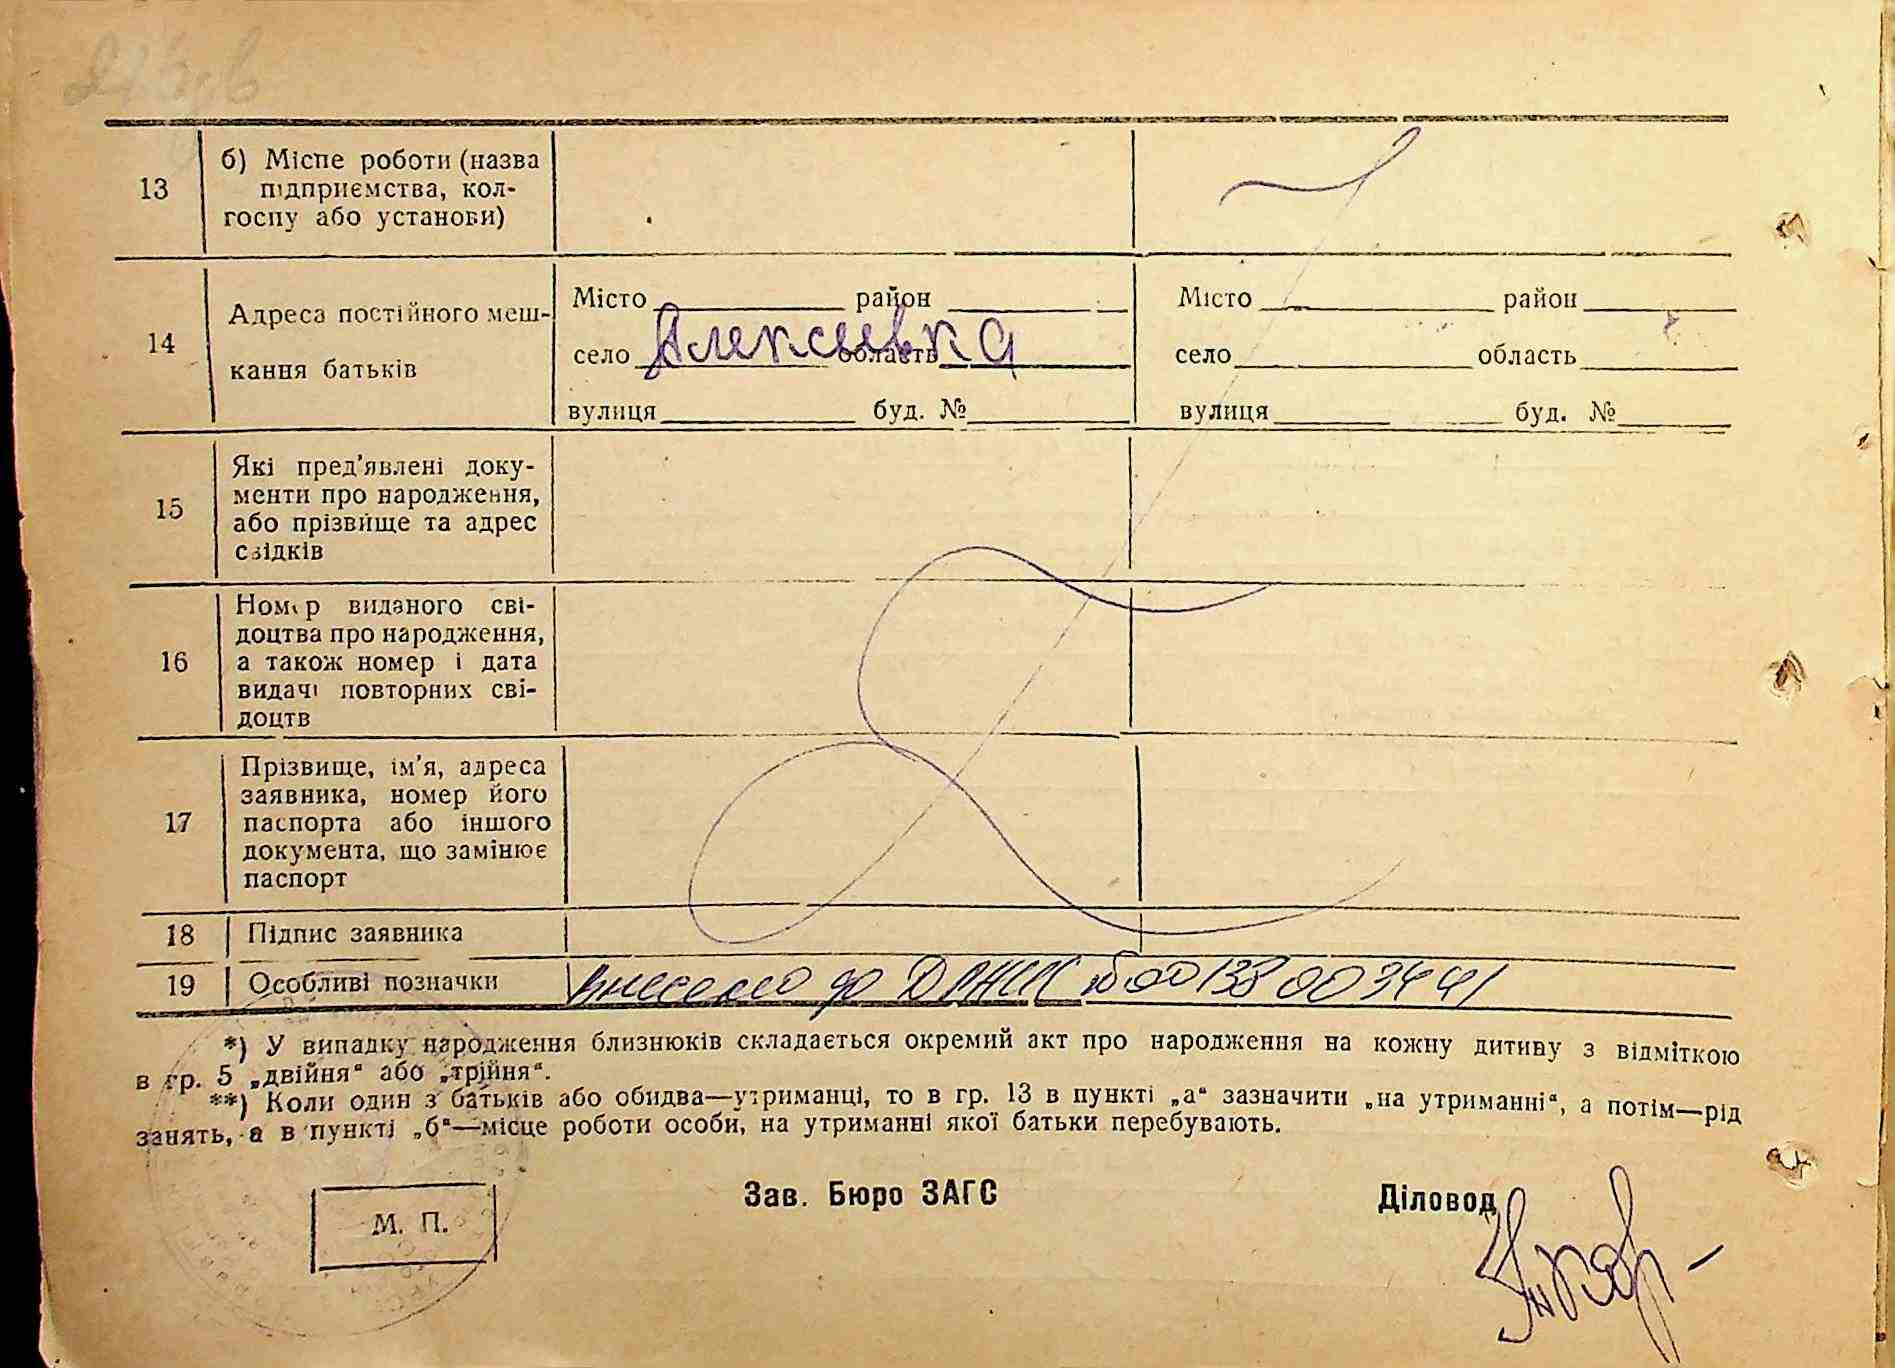 13
б) Місце роботи (назва
підприємства, кол-
госпу або установи)
14
Адреса постійного меш-
кання батьків
Місто район
село Алексыевка область
вулиця буд. №
Місто район
село область
вулиця буд. №
15
Які пред'явлені доку-
менти про народження,
або прізвище та адрес
свідків
16
Номер виданого сві-
доцтва про народження,
а також номер і дата
видачі повторних сві-
доцтв
17
Прізвище, ім'я, адреса
заявника, номер його
паспорта або іншого
документа, що замінює
паспорт
18
Підпис заявника
19
Особливі позначки
внесено до 00138003441
*) У випадку народження близнюків складається окремий акт про народження на кожну дитину з відміткою
в гр. 5 „двійня“ або „трійня“.
**) Коли один з батьків або обидва—утриманці, то в гр. 13 в пункті „а“ зазначити „на утриманні“, а потім—рід
занять, а в пункті „б“—місце роботи особи, на утриманні якої батьки перебувають.
М. П.
Зав. Бюро ЗАГС
Діловод